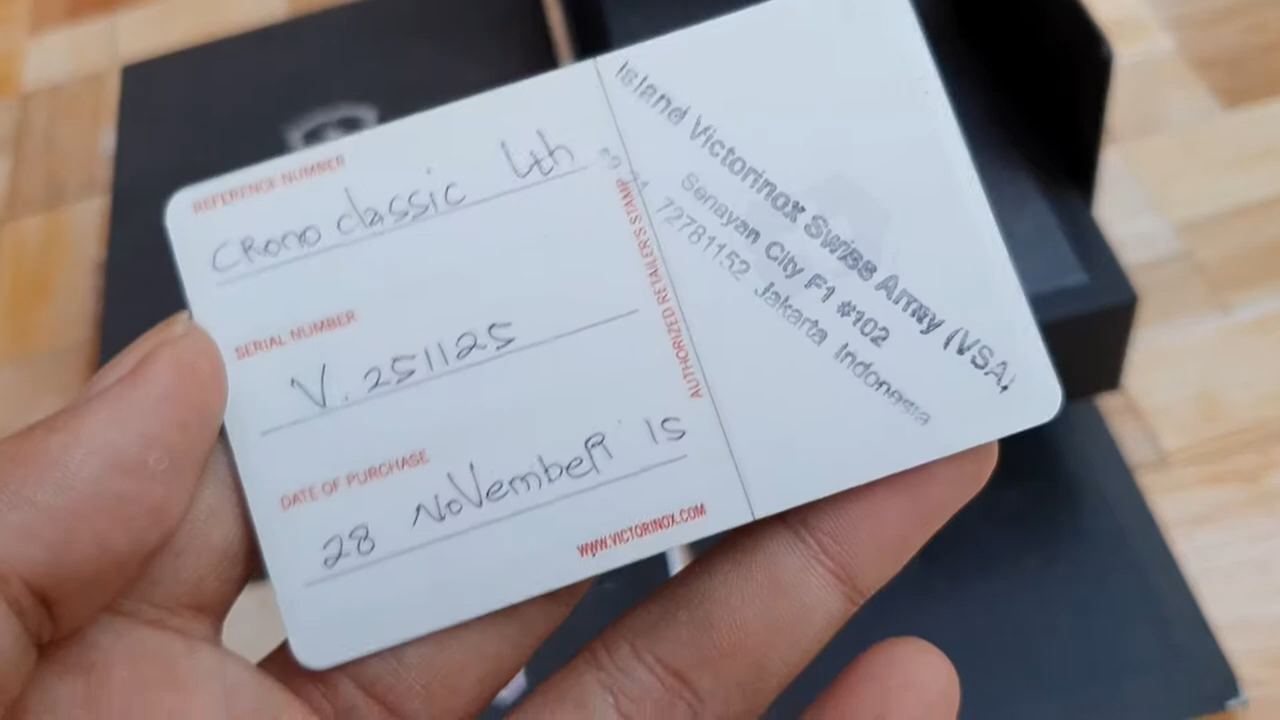 REFERENCE NUMBER
CRono classic 4th
SERIAL NUMBER
V. 251125
DATE OF PURCHASE
28 NoVembeR 15
WWW.VICTORINOX.COM
AUTHORIZED RETAILER'S STAMP
Island Victorinox Swiss Army (VSA)
Senayan City F1 #102
72781152 Jakarta Indonesia